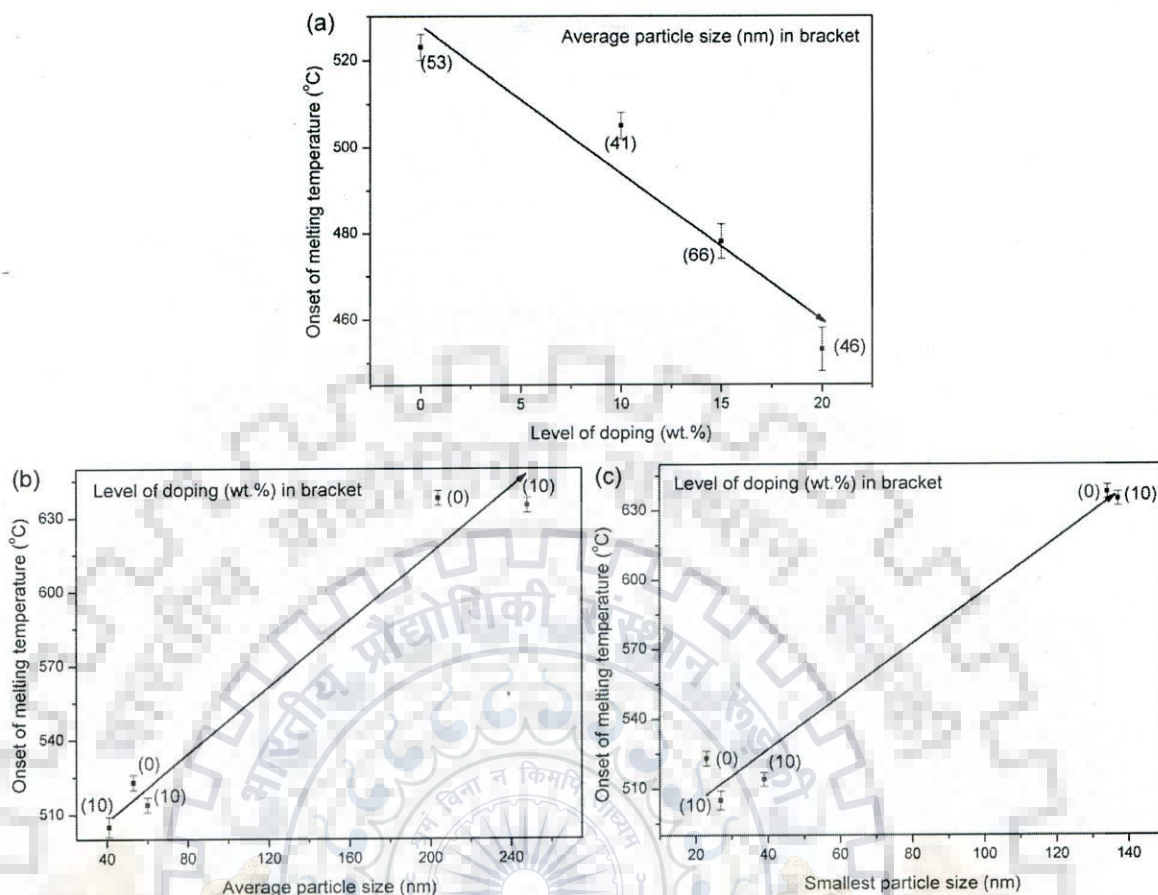 (a)
Average particle size (nm) in bracket
Onset of melting temperature (°C)
520
500
480
460
(53)
(41)
(66)
(46)
0 5 10 15 20
Level of doping (wt.%)
(b)
Level of doping (wt.%) in bracket
Onset of melting temperature (°C)
630
600
570
540
510
(0)
(10)
(0)
(10)
(10)
40 80 120 160 200 240
Average particle size (nm)
(c)
Level of doping (wt.%) in bracket
Onset of melting temperature (°C)
630
600
570
540
510
(0)
(10)
(0)
(10)
(10)
20 40 60 80 100 120 140
Smallest particle size (nm)
भारतीय प्रौद्योगिकी संस्थान
विना न किमपि